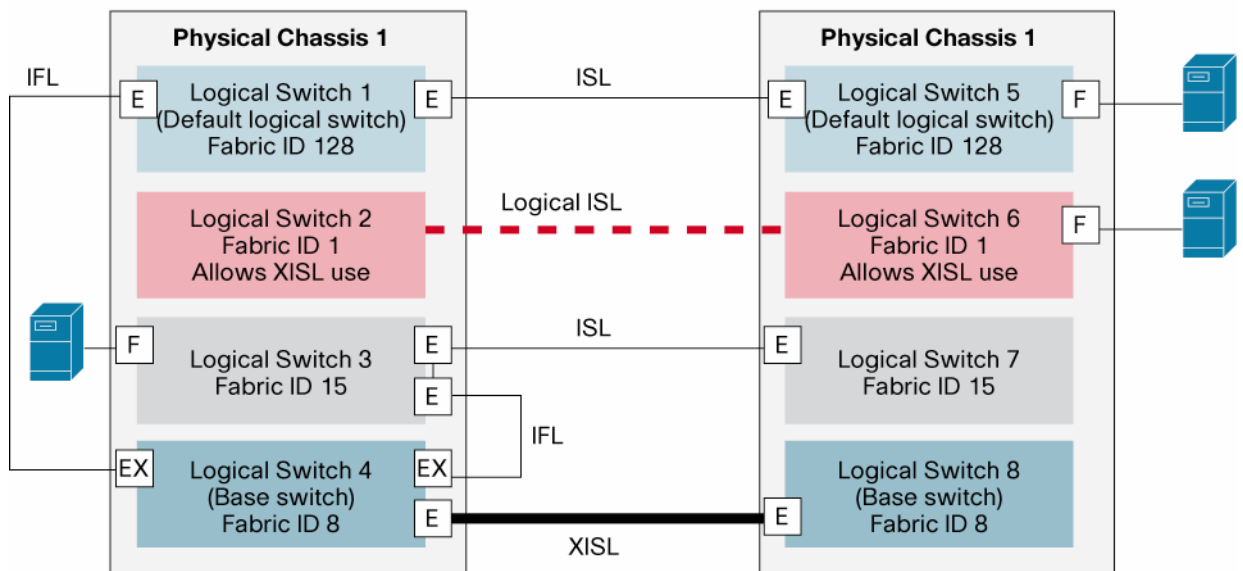 Physical Chassis 1
Physical Chassis 1
IFL
ISL
E
Logical Switch 1
(Default logical switch)
Fabric ID 128
E
E
Logical Switch 5
(Default logical switch)
Fabric ID 128
F
Logical Switch 2
Fabric ID 1
Allows XISL use
Logical ISL
Logical Switch 6
Fabric ID 1
Allows XISL use
F
ISL
F
Logical Switch 3
Fabric ID 15
E
E
E
Logical Switch 7
Fabric ID 15
IFL
EX
Logical Switch 4
(Base switch)
Fabric ID 8
EX
E
E
Logical Switch 8
(Base switch)
Fabric ID 8
XISL